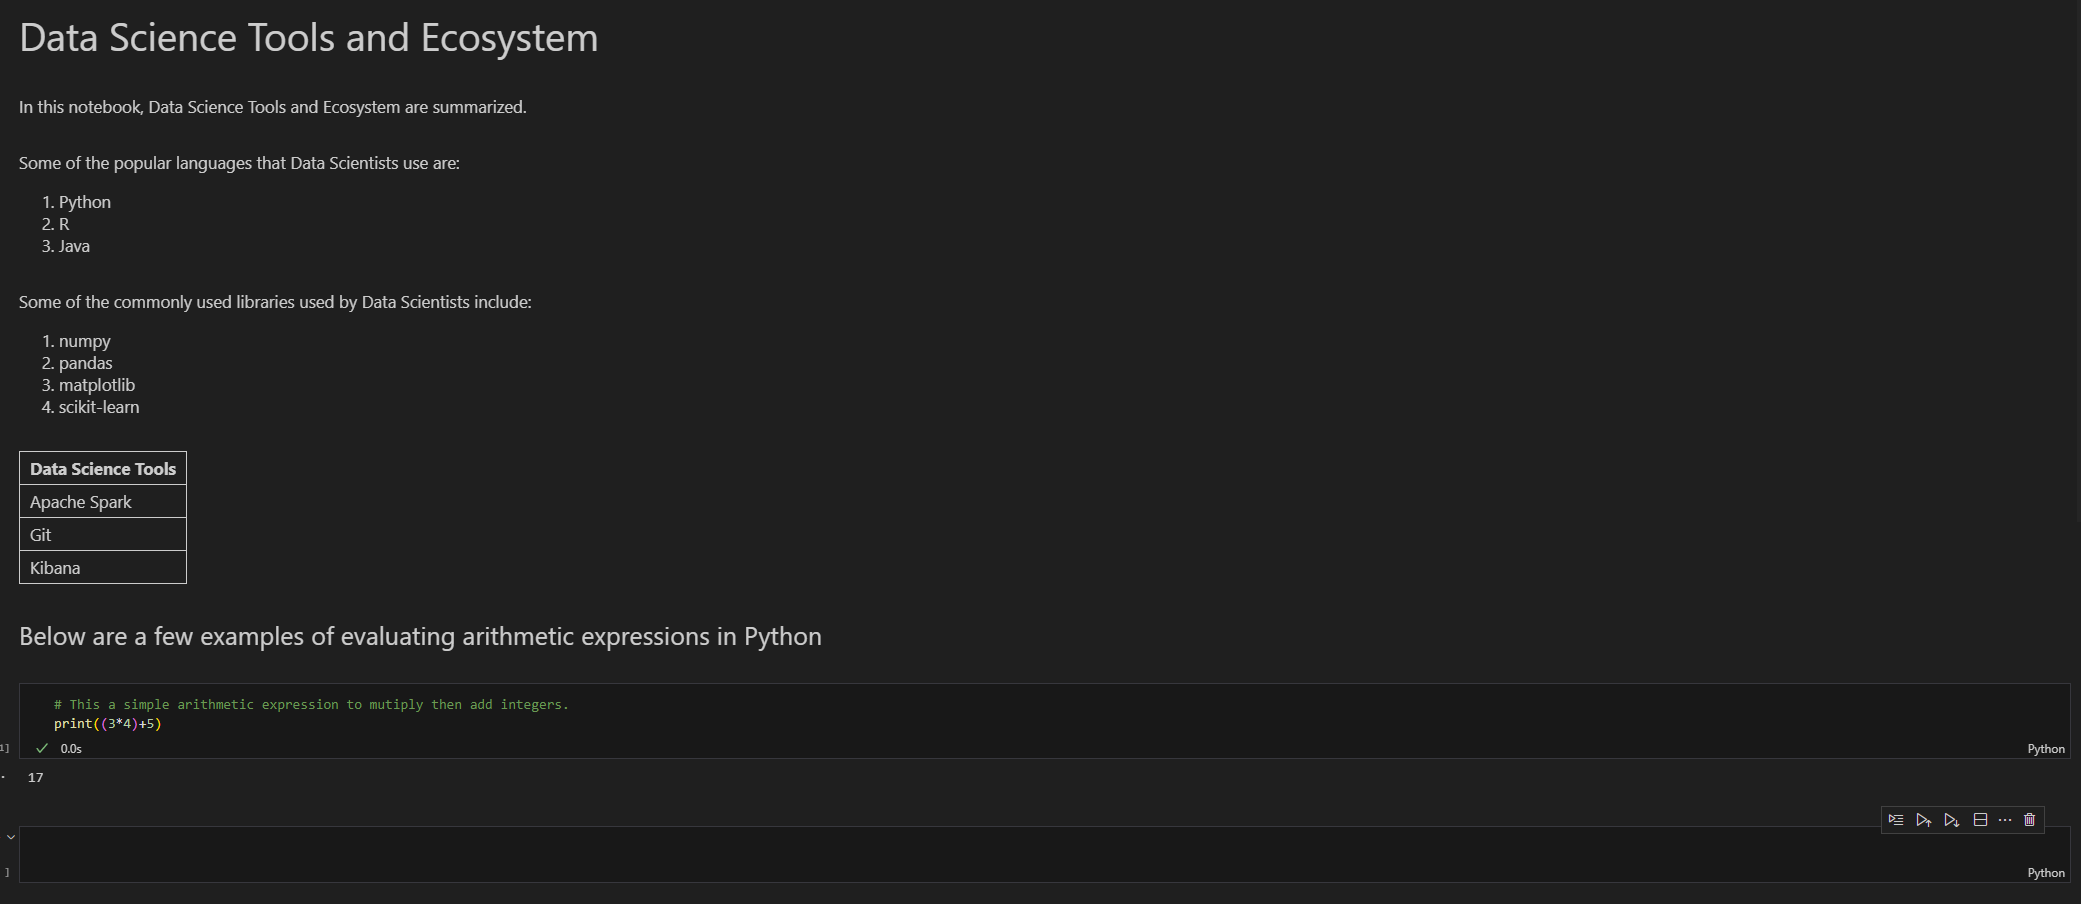 Data Science Tools and Ecosystem
In this notebook, Data Science Tools and Ecosystem are summarized.
Some of the popular languages that Data Scientists use are:
1. Python
2. R
3. Java
Some of the commonly used libraries used by Data Scientists include:
1. numpy
2. pandas
3. matplotlib
4. scikit-learn
Data Science Tools
Apache Spark
Git
Kibana
Below are a few examples of evaluating arithmetic expressions in Python
# This a simple arithmetic expression to mutiply then add integers.
print((3*4)+5)
1] 0.0s Python
17
] Python